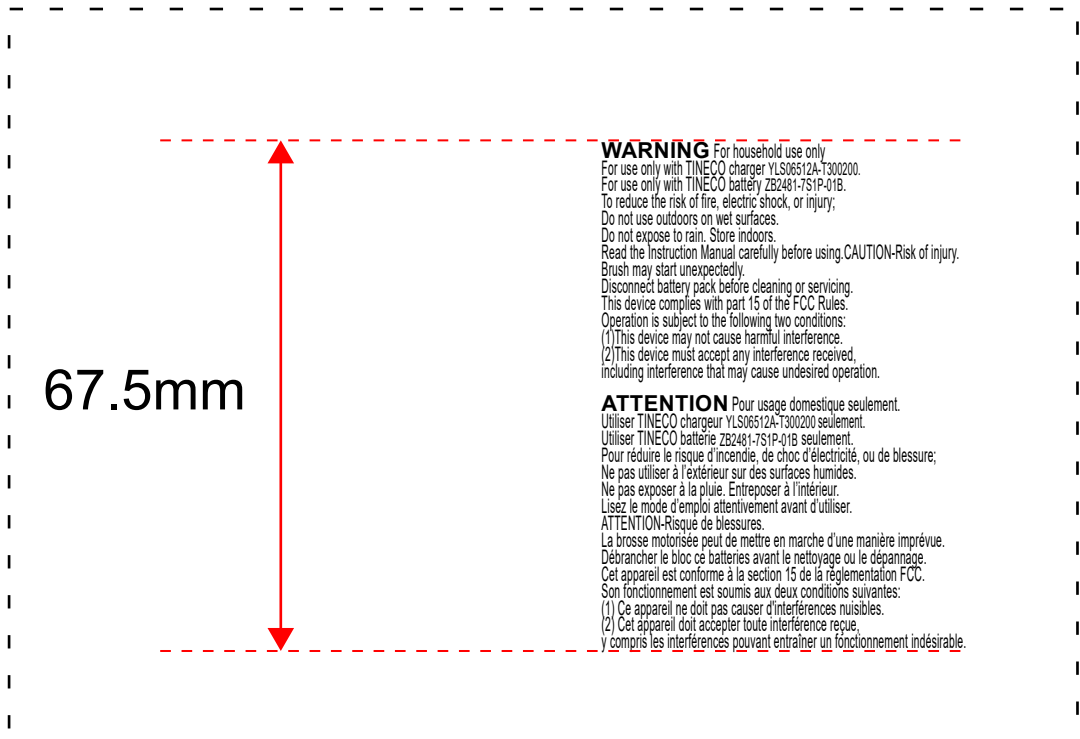 WARNING For household use only
For use only with TINECO charger YLS06512A-T300200.
For use only with TINECO battery ZB2481-7S1P-01B.
To reduce the risk of fire, electric shock, or injury;
Do not use outdoors on wet surfaces.
Do not expose to rain. Store indoors.
Read the Instruction Manual carefully before using.CAUTION-Risk of injury.
Brush may start unexpectedly.
Disconnect battery pack before cleaning or servicing.
This device complies with part 15 of the FCC Rules.
Operation is subject to the following two conditions:
(1)This device may not cause harmful interference.
(2)This device must accept any interference received,
including interference that may cause undesired operation.
67.5mm
ATTENTION Pour usage domestique seulement.
Utiliser TINECO chargeur YLS06512A-T300200 seulement.
Utiliser TINECO batterie ZB2481-7S1P-01B seulement.
Pour réduire le risque d'incendie, de choc d'électricité, ou de blessure;
Ne pas utiliser à l'extérieur sur des surfaces humides.
Ne pas exposer à la pluie. Entreposer à l'intérieur.
Lisez le mode d'emploi attentivement avant d'utiliser.
ATTENTION-Risque de blessures.
La brosse motorisée peut de mettre en marche d'une manière imprévue.
Débrancher le bloc ce batteries avant le nettoyage ou le dépannage.
Cet appareil est conforme à la section 15 de la réglementation FCC.
Son fonctionnement est soumis aux deux conditions suivantes:
(1) Ce appareil ne doit pas causer d'interférences nuisibles.
(2) Cet appareil doit accepter toute interférence reçue,
y compris les interférences pouvant entraîner un fonctionnement indésirable.